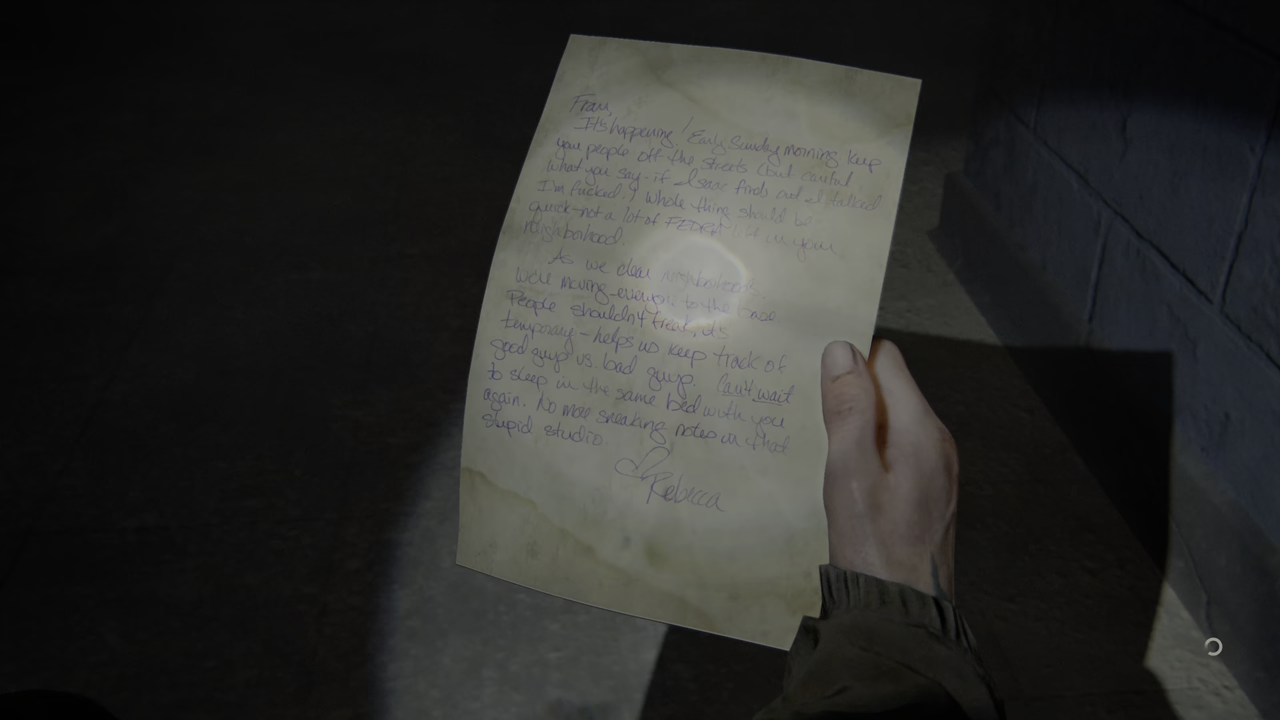 Fran,
It's happening! Early Sunday morning keep
your people off the streets (but careful
what you say - if Isaac finds out I talked
I'm fucked.) Whole thing should be
quick - not a lot of FEDRA left in your
neighborhood.
As we clear neighborhoods,
we're moving everyone to the base
People shouldn't freak, it's
temporary - helps us keep track of
good guys vs. bad guys. Can't wait
to sleep in the same bed with you
again. No more sneaking notes in that
stupid studio.
Rebecca